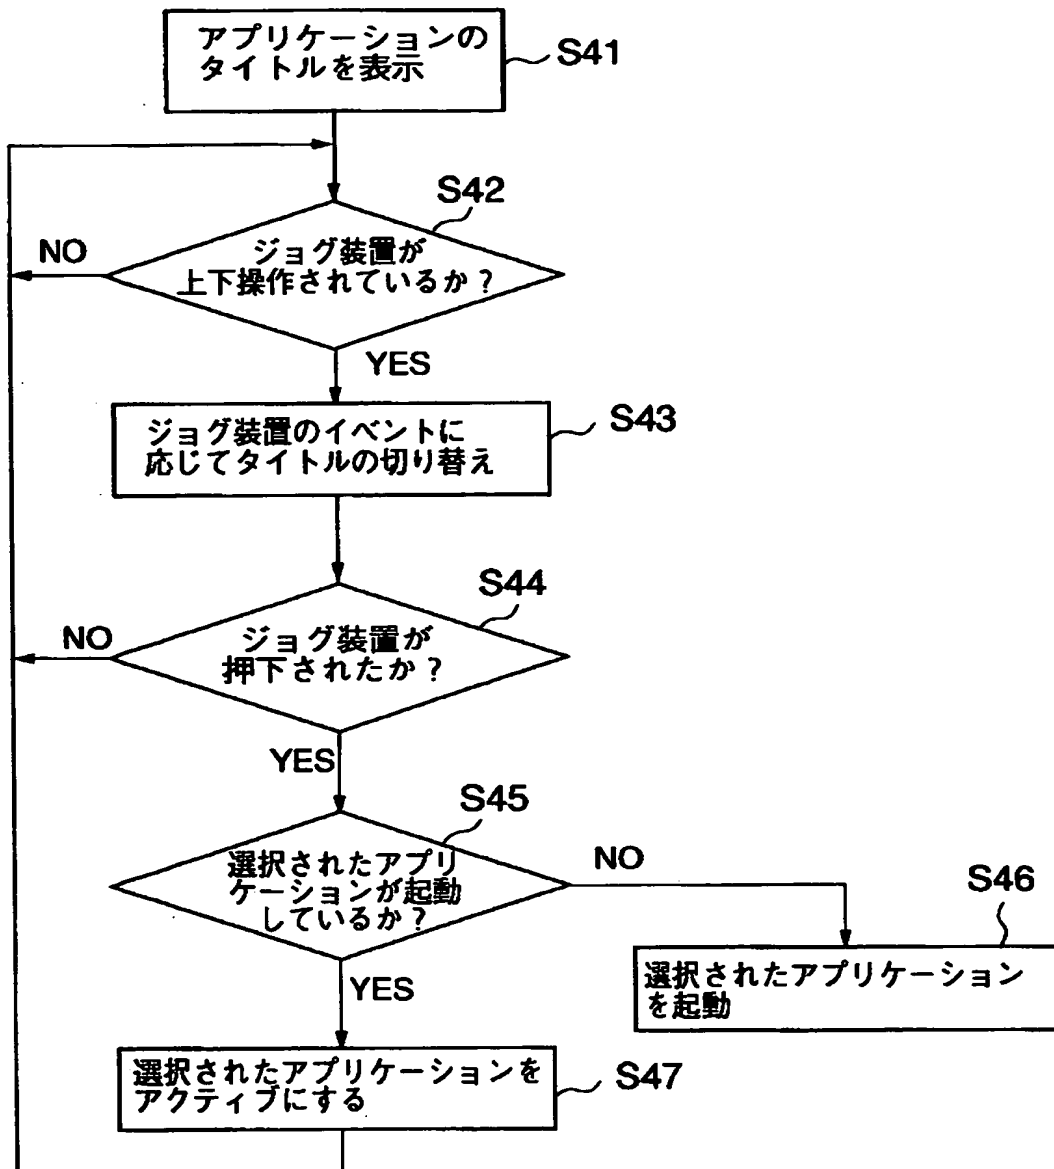 アプリケーションの
タイトルを表示
S41
S42
NO
ジョグ装置が
上下操作されているか?
YES
S43
ジョグ装置のイベントに
応じてタイトルの切り替え
S44
NO
ジョグ装置が
押下されたか?
YES
S45
選択されたアプリ
ケーションが起動
しているか?
NO
S46
選択されたアプリケーション
を起動
YES
選択されたアプリケーションを
アクティブにする
S47